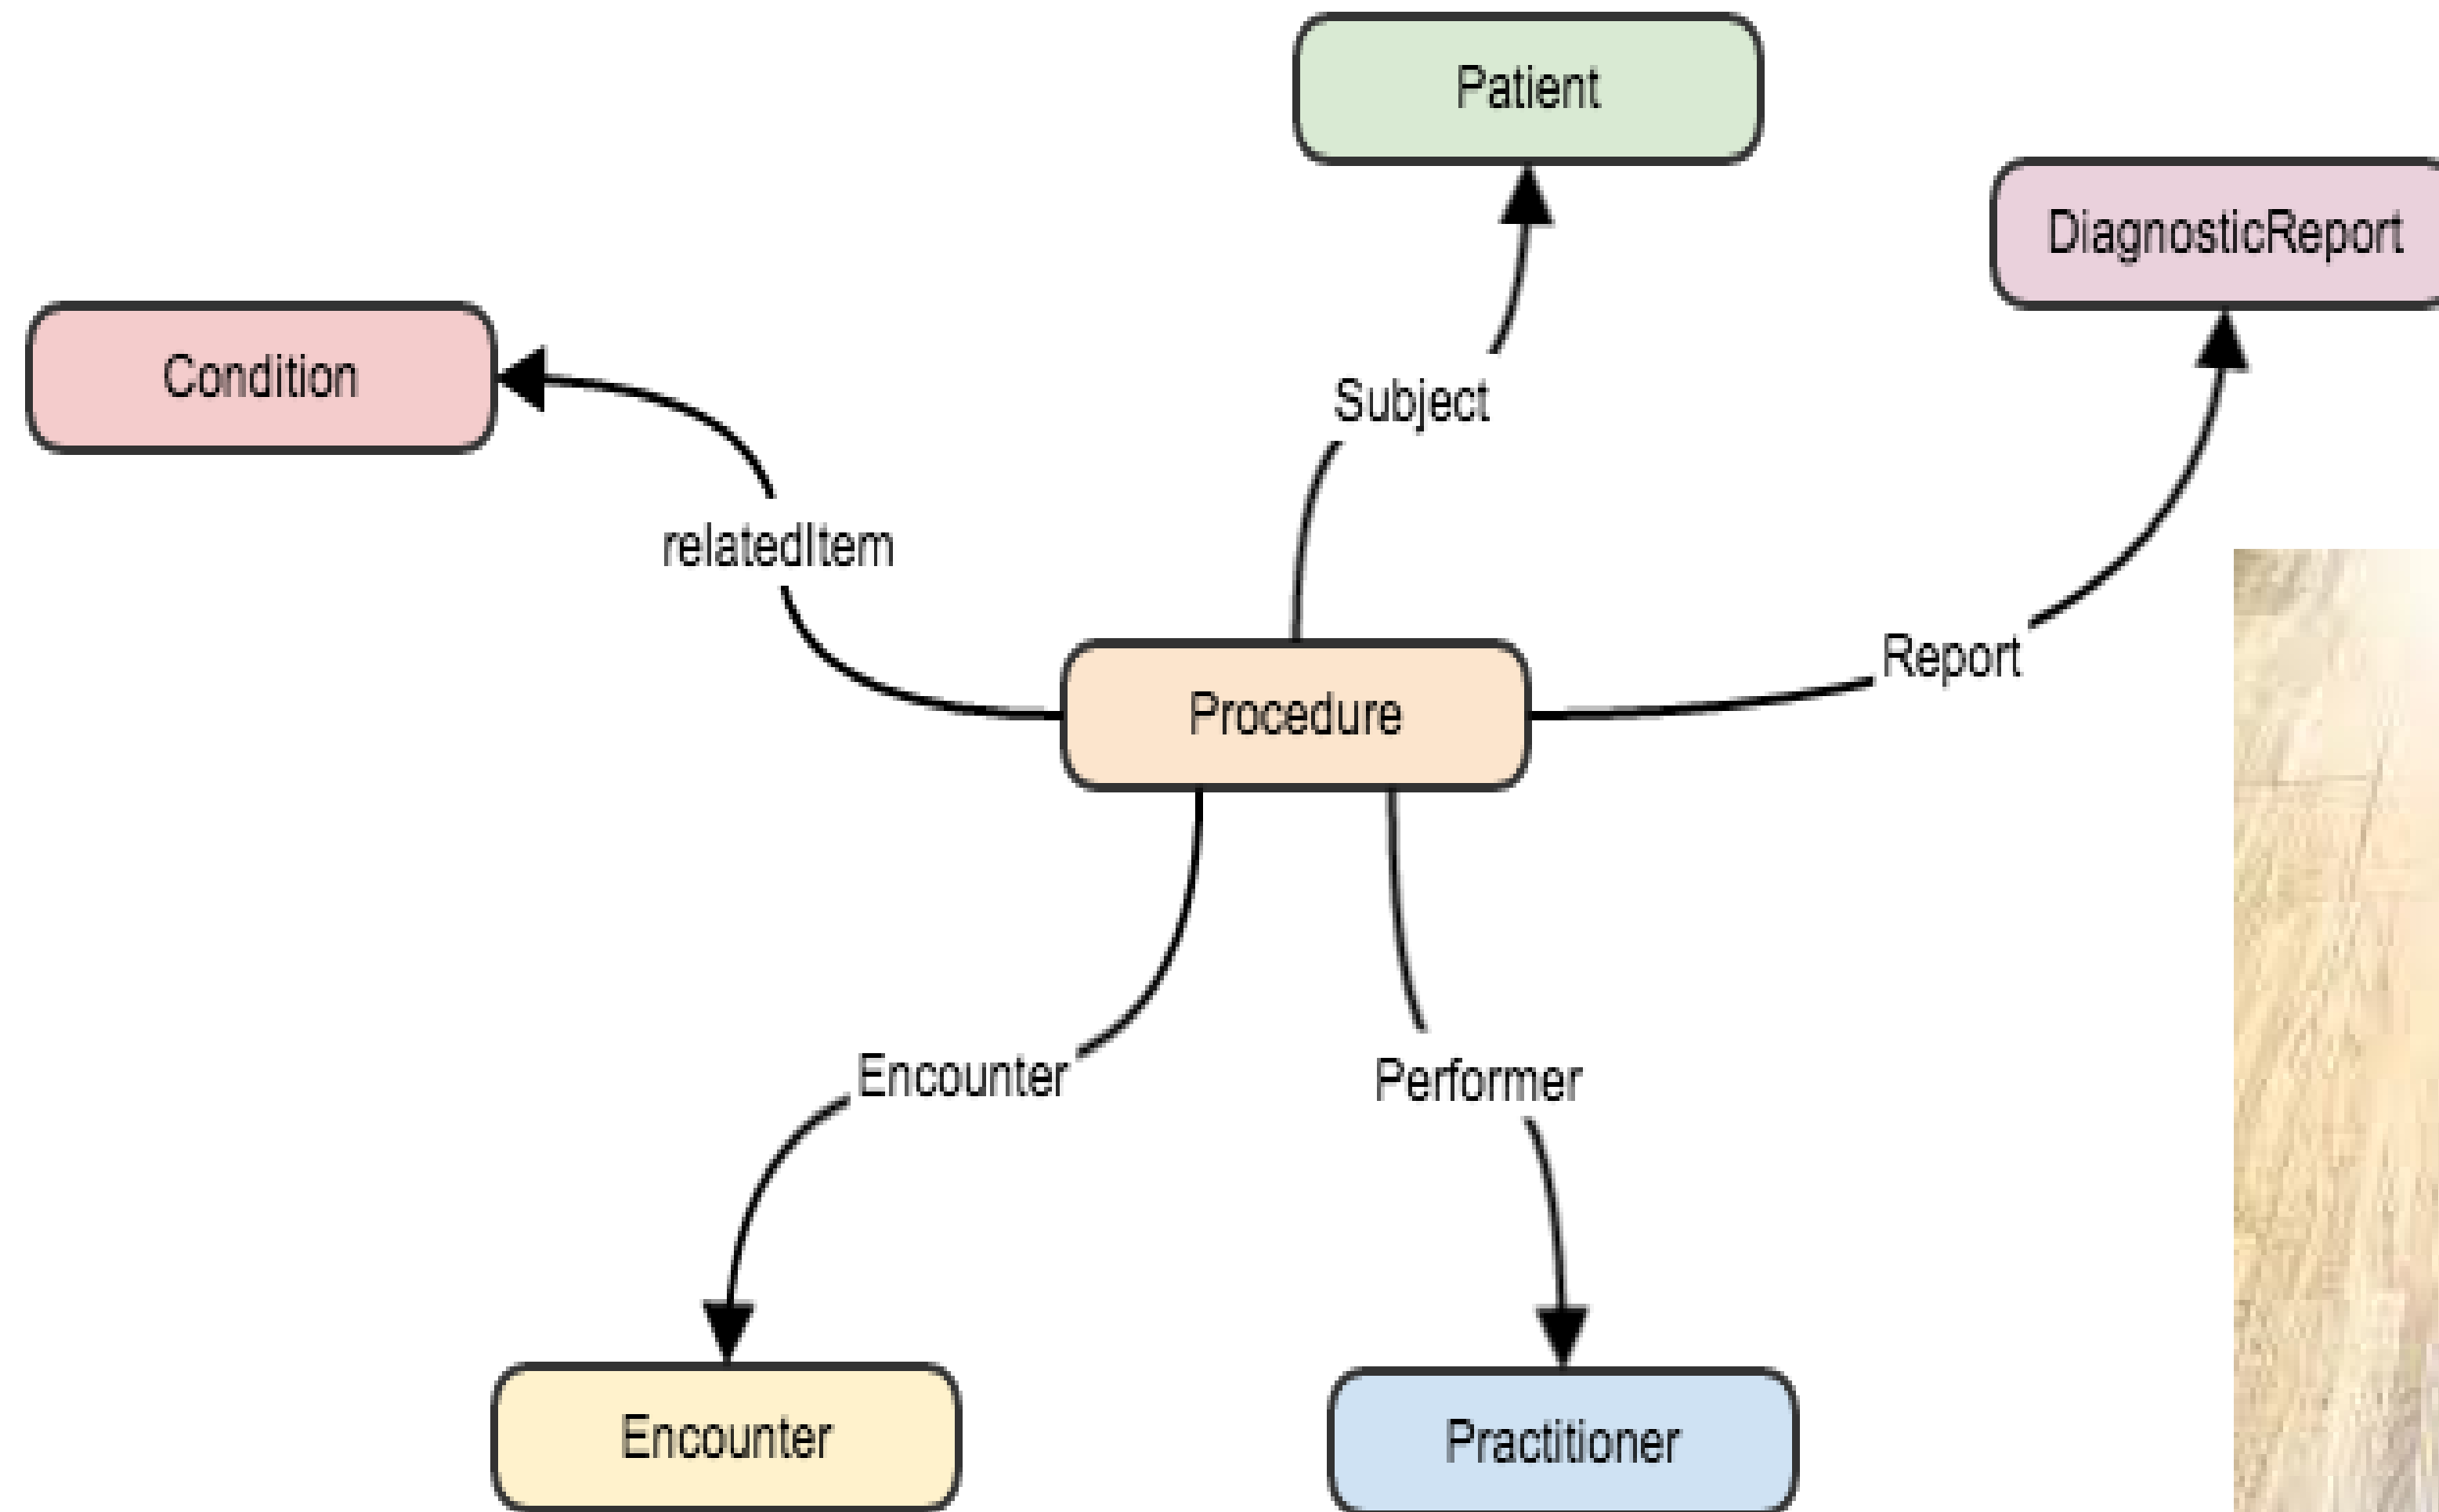 Patient
DiagnosticReport
Condition
Subject
relatedItem
Report
Procedure
Encounter
Performer
Encounter
Practitioner